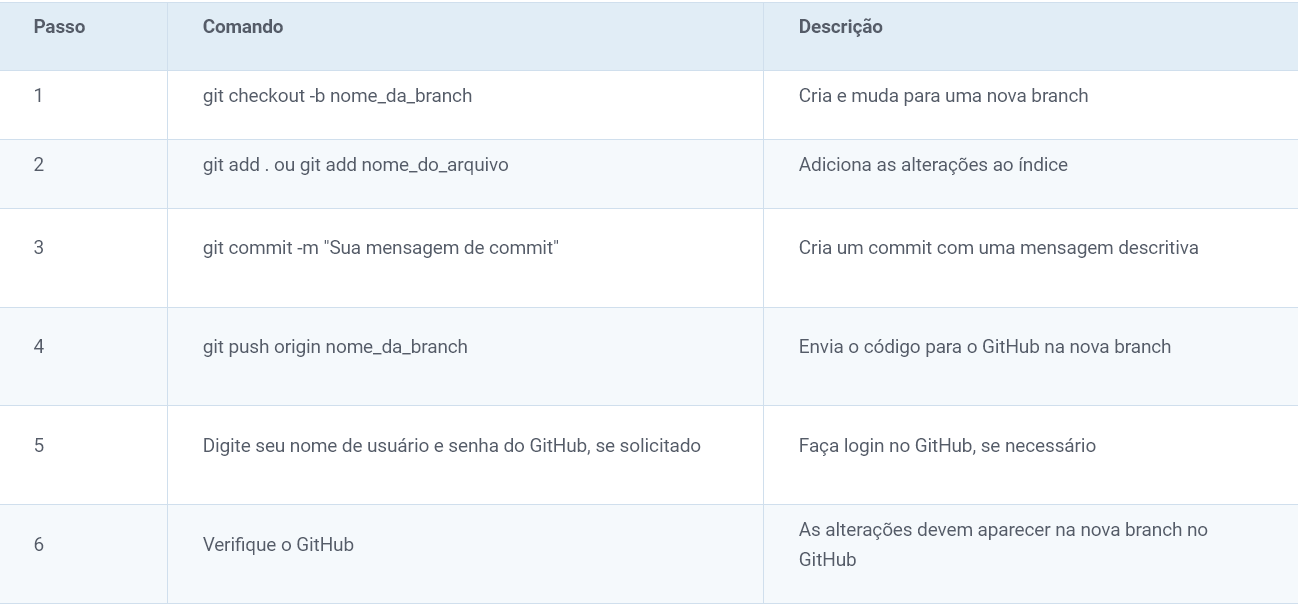 Passo Comando Descrição
1 git checkout -b nome_da_branch Cria e muda para uma nova branch
2 git add . ou git add nome_do_arquivo Adiciona as alterações ao índice
3 git commit -m "Sua mensagem de commit" Cria um commit com uma mensagem descritiva
4 git push origin nome_da_branch Envia o código para o GitHub na nova branch
5 Digite seu nome de usuário e senha do GitHub, se solicitado Faça login no GitHub, se necessário
6 Verifique o GitHub As alterações devem aparecer na nova branch no
GitHub